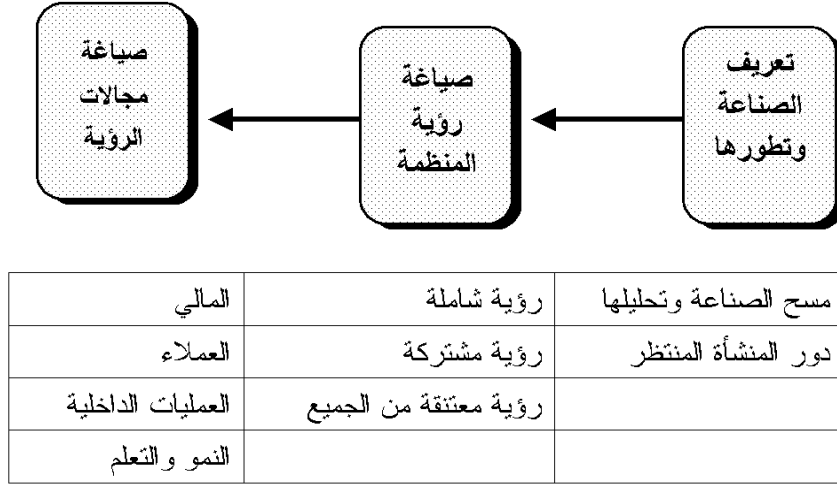 تعريف
الصناعة
وتطورها
صياغة
رؤية
المنظمة
صياغة
مجالات
الرؤية
مسح الصناعة وتحليلها
رؤية شاملة
المالي
دور المنشأة المنتظر
رؤية مشتركة
العملاء
رؤية معتنقة من الجميع
العمليات الداخلية
النمو والتعلم